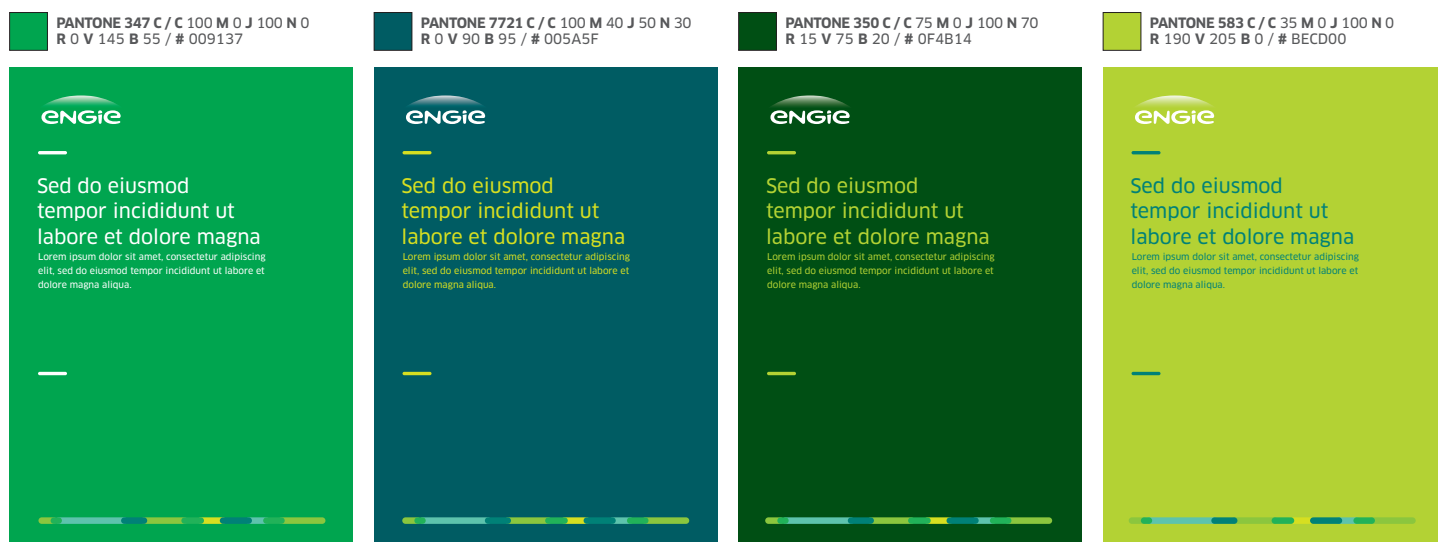 PANTONE 347 C / C 100 M 0 J 100 N 0
R 0 V 145 B 55 / # 009137
ENGIE
Sed do eiusmod
tempor incididunt ut
labore et dolore magna
Lorem ipsum dolor sit amet, consectetur adipiscing
elit, sed do eiusmod tempor incididunt ut labore et
dolore magna aliqua.
PANTONE 7721 C / C 100 M 40 J 50 N 30
R 0 V 90 B 95 / # 005A5F
ENGIE
Sed do eiusmod
tempor incididunt ut
labore et dolore magna
Lorem ipsum dolor sit amet, consectetur adipiscing
elit, sed do eiusmod tempor incididunt ut labore et
dolore magna aliqua.
PANTONE 350 C / C 75 M 0 J 100 N 70
R 15 V 75 B 20 / # 0F4B14
ENGIE
Sed do eiusmod
tempor incididunt ut
labore et dolore magna
Lorem ipsum dolor sit amet, consectetur adipiscing
elit, sed do eiusmod tempor incididunt ut labore et
dolore magna aliqua.
PANTONE 583 C / C 35 M 0 J 100 N 0
R 190 V 205 B 0 / # BECD00
ENGIE
Sed do eiusmod
tempor incididunt ut
labore et dolore magna
Lorem ipsum dolor sit amet, consectetur adipiscing
elit, sed do eiusmod tempor incididunt ut labore et
dolore magna aliqua.